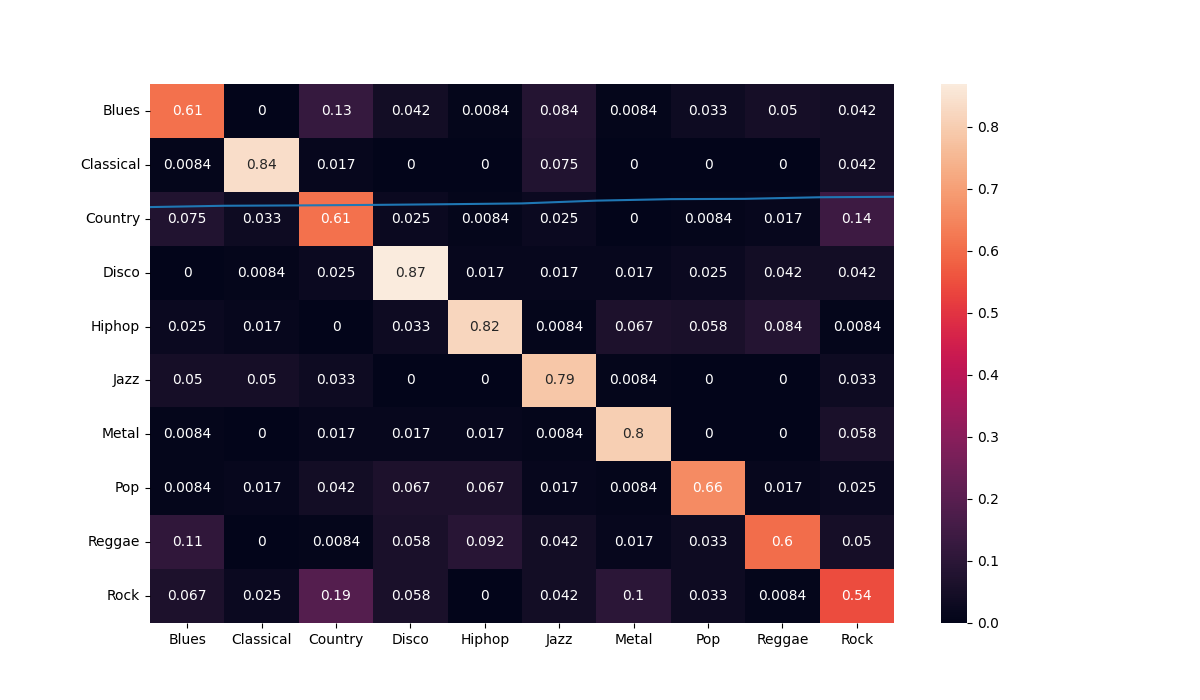 Blues 0.61 0 0.13 0.042 0.0084 0.084 0.0084 0.033 0.05 0.042
Classical 0.0084 0.84 0.017 0 0 0.075 0 0 0 0.042
Country 0.075 0.033 0.61 0.025 0.0084 0.025 0 0.0084 0.017 0.14
Disco 0 0.0084 0.025 0.87 0.017 0.017 0.017 0.025 0.042 0.042
Hiphop 0.025 0.017 0 0.033 0.82 0.0084 0.067 0.058 0.084 0.0084
Jazz 0.05 0.05 0.033 0 0 0.79 0.0084 0 0 0.033
Metal 0.0084 0 0.017 0.017 0.017 0.0084 0.8 0 0 0.058
Pop 0.0084 0.017 0.042 0.067 0.067 0.017 0.0084 0.66 0.017 0.025
Reggae 0.11 0 0.0084 0.058 0.092 0.042 0.017 0.033 0.6 0.05
Rock 0.067 0.025 0.19 0.058 0 0.042 0.1 0.033 0.0084 0.54
Blues Classical Country Disco Hiphop Jazz Metal Pop Reggae Rock
0.8
0.7
0.6
0.5
0.4
0.3
0.2
0.1
0.0